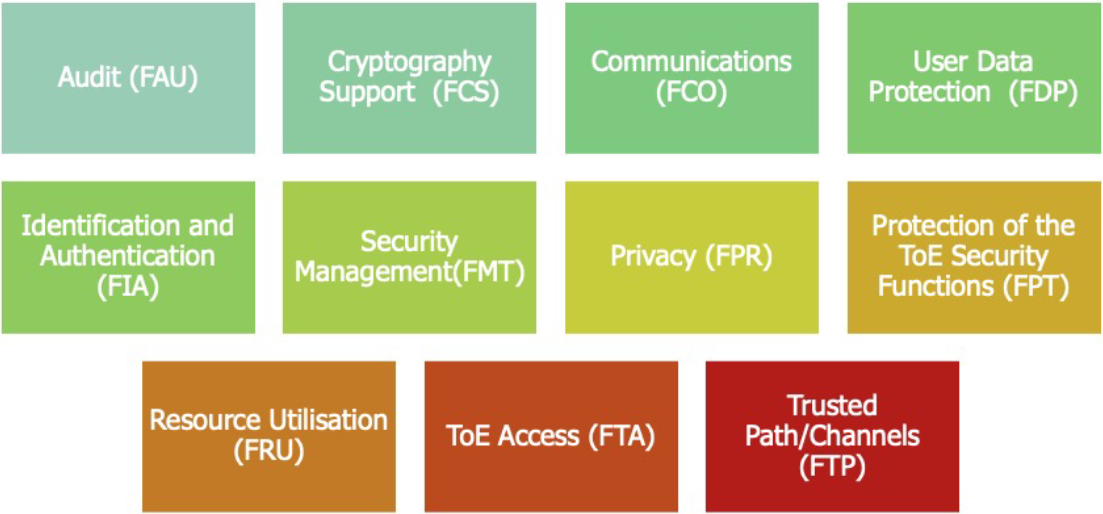 Audit (FAU)
Cryptography
Support  (FCS)
Communications
(FCO)
User Data
Protection  (FDP)
Identification and
Authentication
(FIA)
Security
Management(FMT)
Privacy (FPR)
Protection of the
ToE Security
Functions (FPT)
Resource Utilisation
(FRU)
ToE Access (FTA)
Trusted
Path/Channels
(FTP)